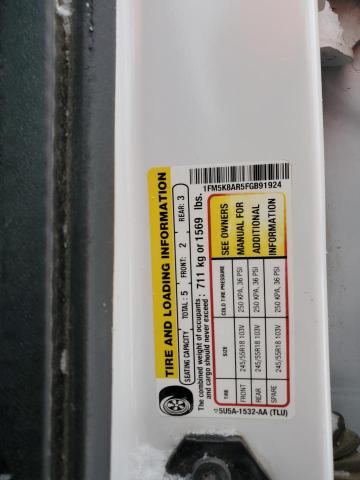 1FM5K8AR5FGB91924
TIRE AND LOADING INFORMATION
SEATING CAPACITY TOTAL: 5 FRONT: 2 REAR: 3
The combined weight of occupants
and cargo should never exceed: 711 kg or 1569 lbs.
TIRE SIZE COLD TIRE PRESSURE
FRONT 245/55R18 103V 250 KPA, 36 PSI
REAR 245/55R18 103V 250 KPA, 36 PSI
SPARE 245/55R18 103V 250 KPA, 36 PSI
SEE OWNERS
MANUAL FOR
ADDITIONAL
INFORMATION
5U5A-1532-AA (TLU)